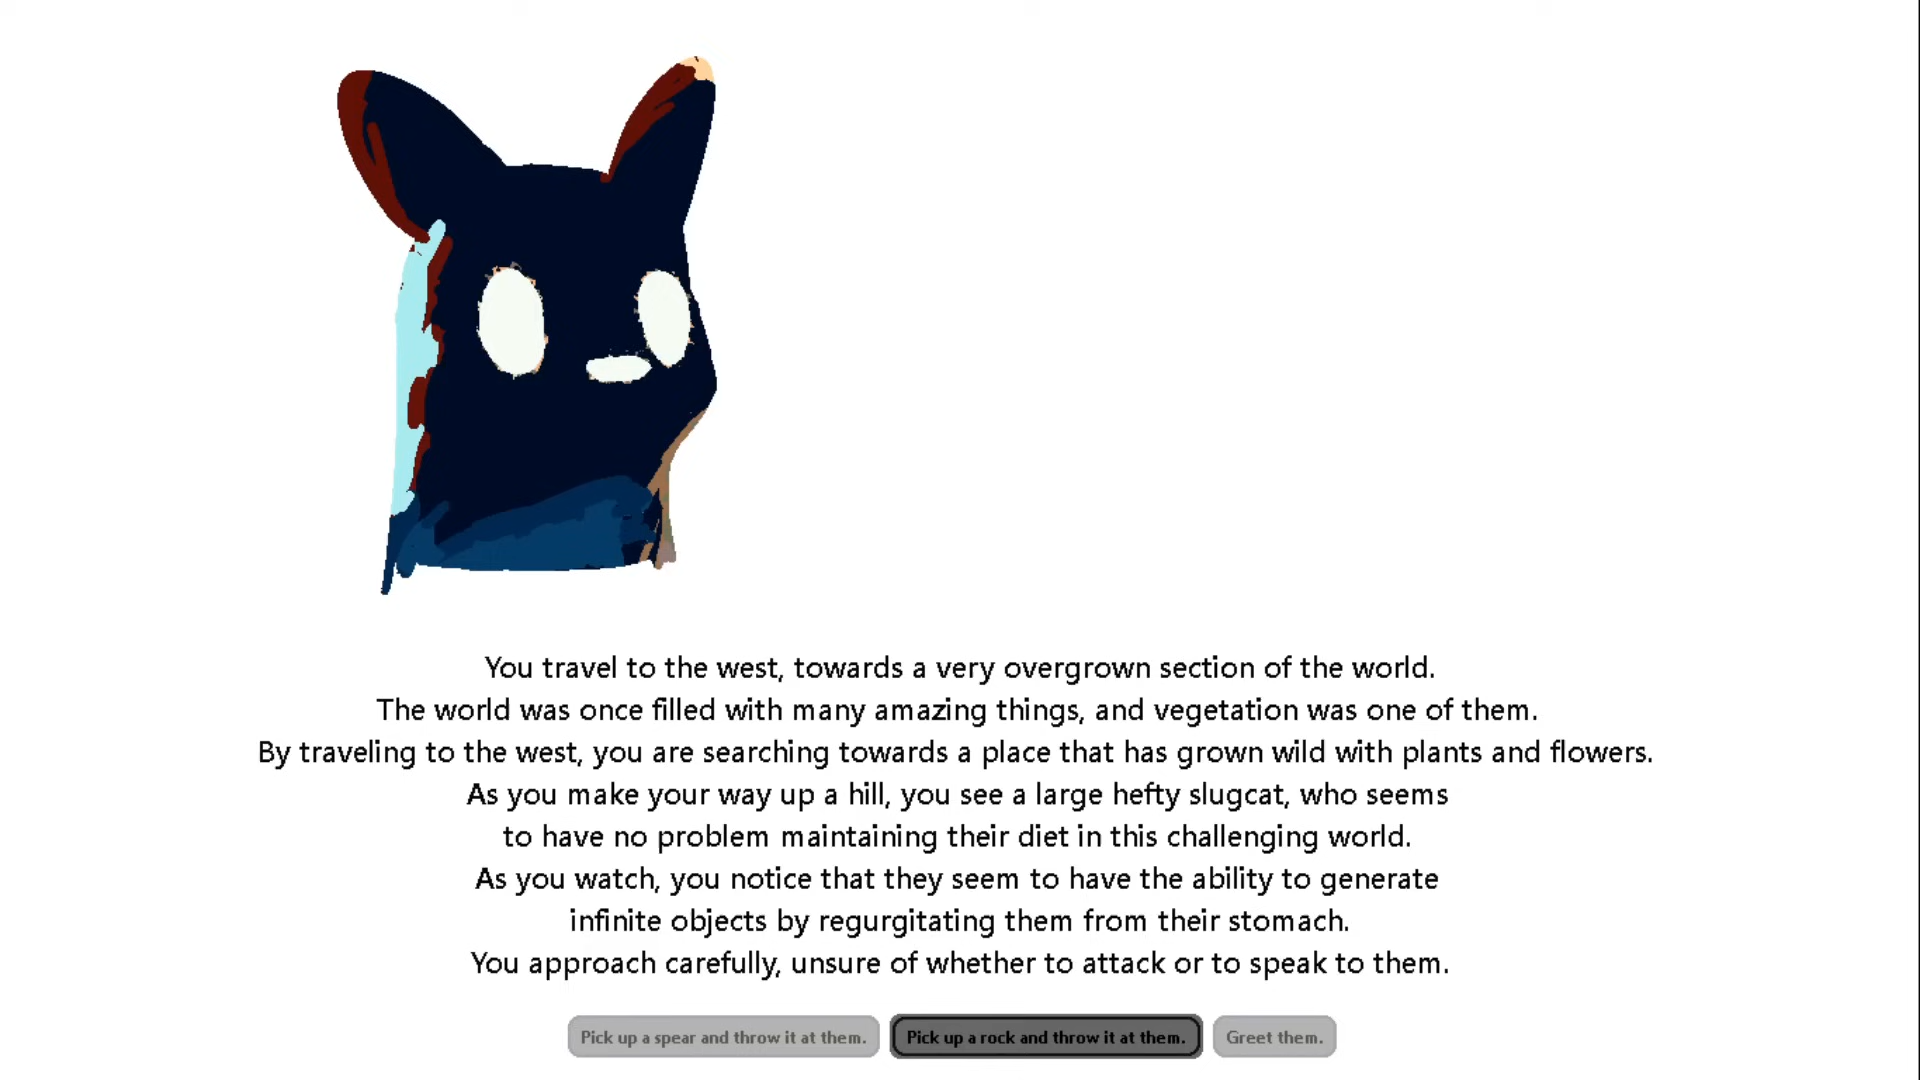 You travel to the west, towards a very overgrown section of the world.
The world was once filled with many amazing things, and vegetation was one of them.
By traveling to the west, you are searching towards a place that has grown wild with plants and flowers.
As you make your way up a hill, you see a large hefty slugcat, who seems
to have no problem maintaining their diet in this challenging world.
As you watch, you notice that they seem to have the ability to generate
infinite objects by regurgitating them from their stomach.
You approach carefully, unsure of whether to attack or to speak to them.
Pick up a spear and throw it at them.
Pick up a rock and throw it at them.
Greet them.